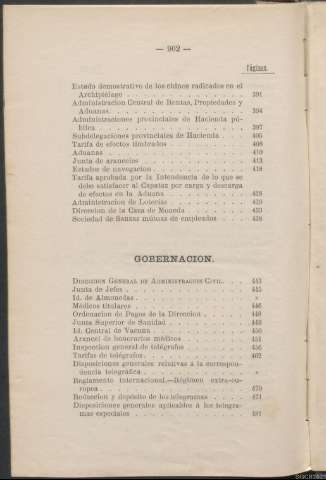 — 902 —
Páginas.
Estado demostrativo de los chinos radicados en el
Archipiélago . . . . . . . . . . . . . . 391
Administracion Central de Rentas, Propiedades y
Aduanas . . . . . . . . . . . . . . . . 394
Administraciones provinciales de Hacienda pú-
blica . . . . . . . . . . . . . . . . . 397
Subdelegaciones provinciales de Hacienda . . . . 405
Tarifa de efectos timbrados . . . . . . . . . 408
Aduanas . . . . . . . . . . . . . . . . 410
Junta de aranceles . . . . . . . . . . . . 413
Estados de navegacion . . . . . . . . . . . 418
Tarifa aprobada por la Intendencia de lo que se
debe satisfacer al Capataz por carga y descarga
de efectos en la Aduana . . . . . . . . . 428
Administracion de Loterías . . . . . . . . . 429
Direccion de la Casa de Moneda . . . . . . . 433
Sociedad de fianzas mútuas de empleados . . . . 438
GOBERNACION.
Direccion General de Administracion Civil. . . 443
Junta de Jefes . . . . . . . . . . . . . . 445
Id. de Almonedas . . . . . . . . . . . . . »
Médicos titulares . . . . . . . . . . . . . 446
Ordenacion de Pagos de la Direccion . . . . . 448
Junta Superior de Sanidad . . . . . . . . . 449
Id. Central de Vacuna . . . . . . . . . . . 450
Arancel de honorarios médicos . . . . . . . . 451
Inspeccion general de telégrafos . . . . . . . 456
Tarifas de telégrafos . . . . . . . . . . . 462
Disposiciones generales relativas á la correspon-
dencia telegráfica . . . . . . . . . . . . »
Reglamento internacional.—Régimen extra-eu-
ropeo . . . . . . . . . . . . . . . . . 470
Redaccion y depósito de los telegramas . . . . 471
Disposiciones generales aplicables á los telegra-
mas especiales . . . . . . . . . . . . . 481